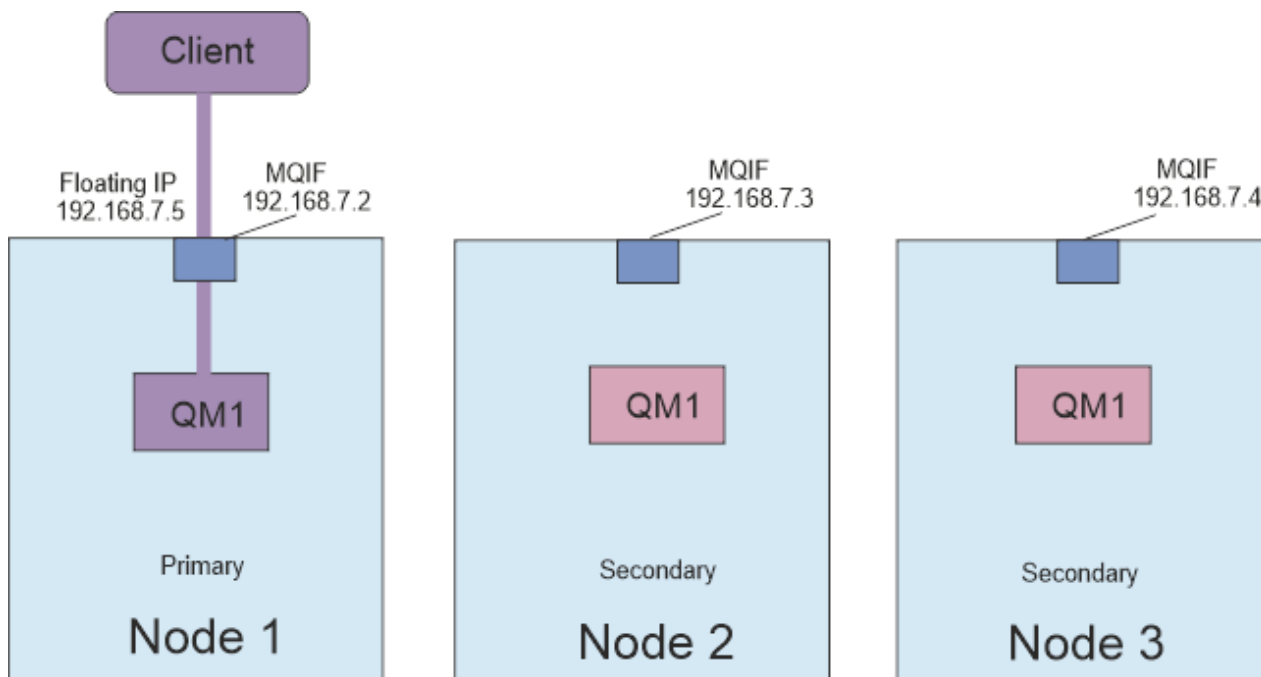 Client
Floating IP
192.168.7.5
MQIF
192.168.7.2
MQIF
192.168.7.3
MQIF
192.168.7.4
QM1
QM1
QM1
Primary
Secondary
Secondary
Node 1
Node 2
Node 3